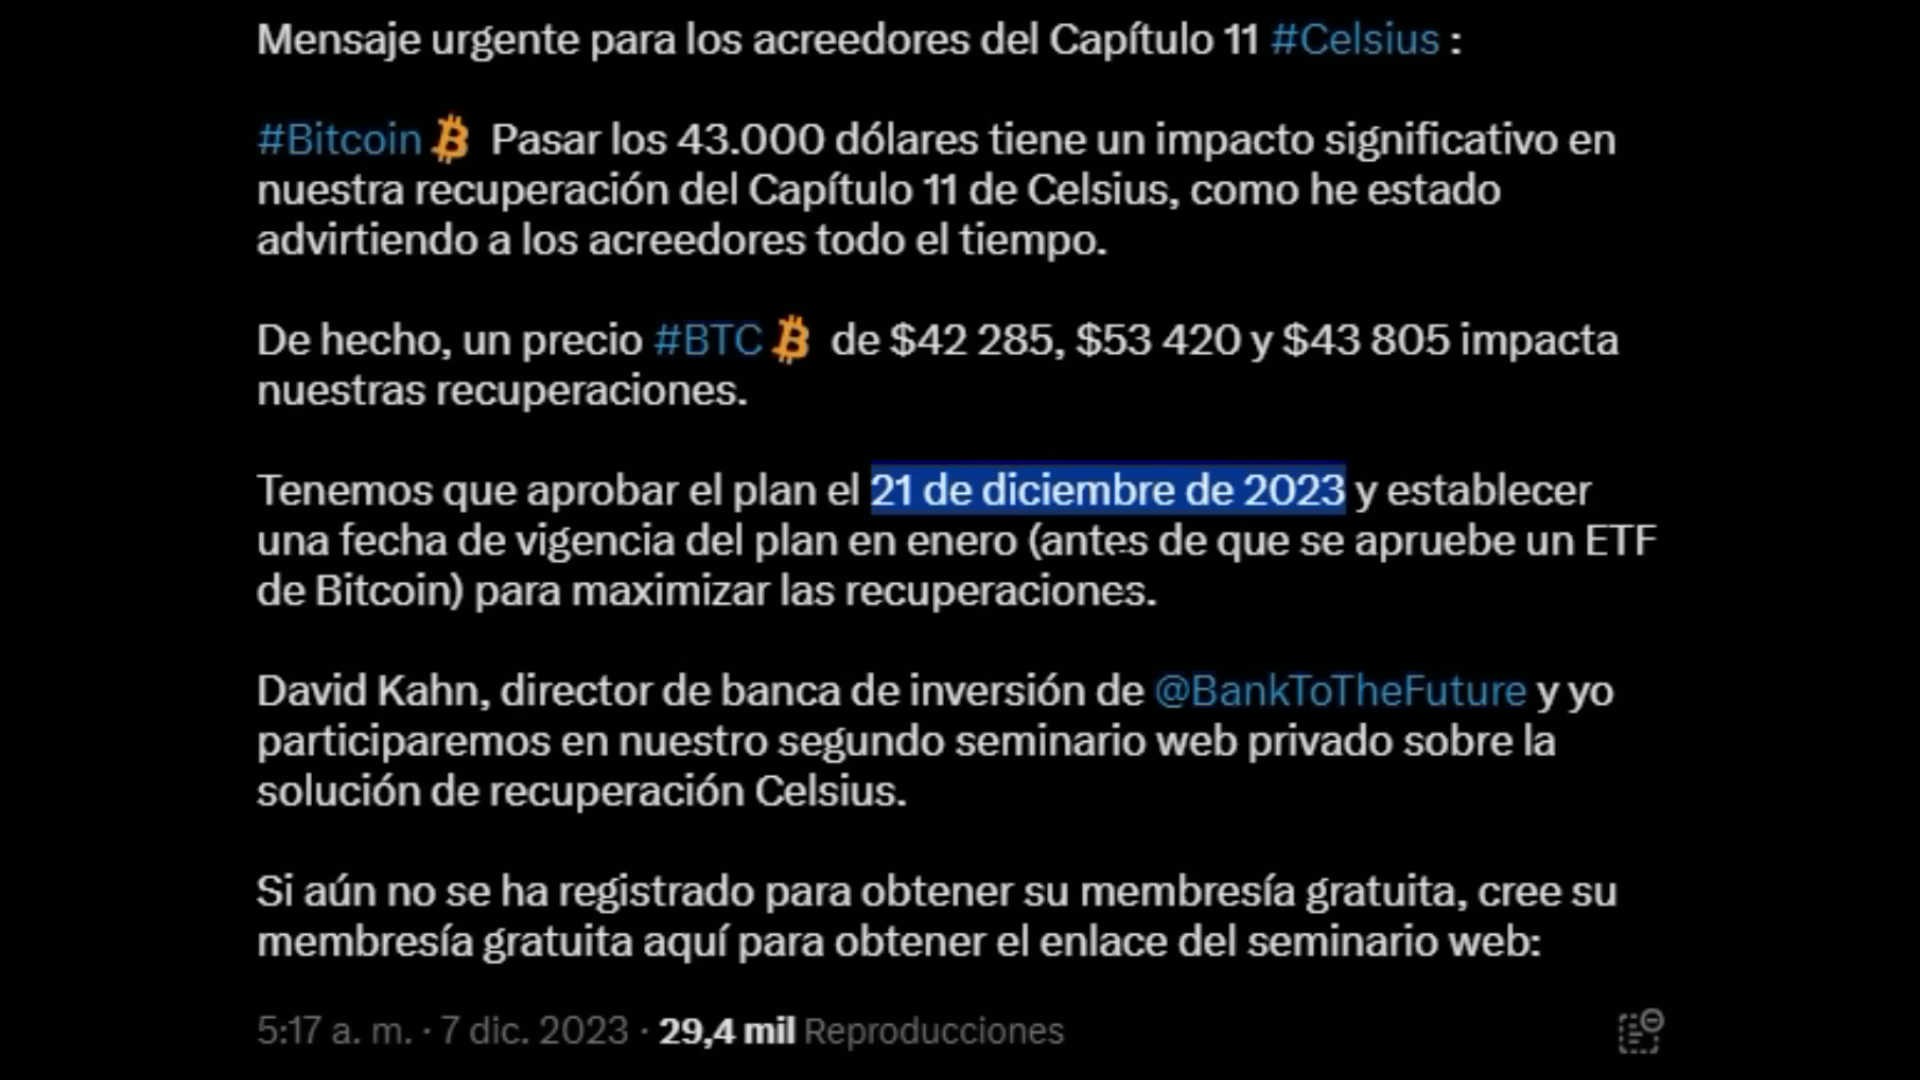 Mensaje urgente para los acreedores del Capítulo 11 #Celsius :
#Bitcoin Pasar los 43.000 dólares tiene un impacto significativo en
nuestra recuperación del Capítulo 11 de Celsius, como he estado
advirtiendo a los acreedores todo el tiempo.
De hecho, un precio #BTC de $42 285, $53 420 y $43 805 impacta
nuestras recuperaciones.
Tenemos que aprobar el plan el 21 de diciembre de 2023 y establecer
una fecha de vigencia del plan en enero (antes de que se apruebe un ETF
de Bitcoin) para maximizar las recuperaciones.
David Kahn, director de banca de inversión de @BankToTheFuture y yo
participaremos en nuestro segundo seminario web privado sobre la
solución de recuperación Celsius.
Si aún no se ha registrado para obtener su membresía gratuita, cree su
membresía gratuita aquí para obtener el enlace del seminario web:
5:17 a. m. · 7 dic. 2023 · 29,4 mil Reproducciones